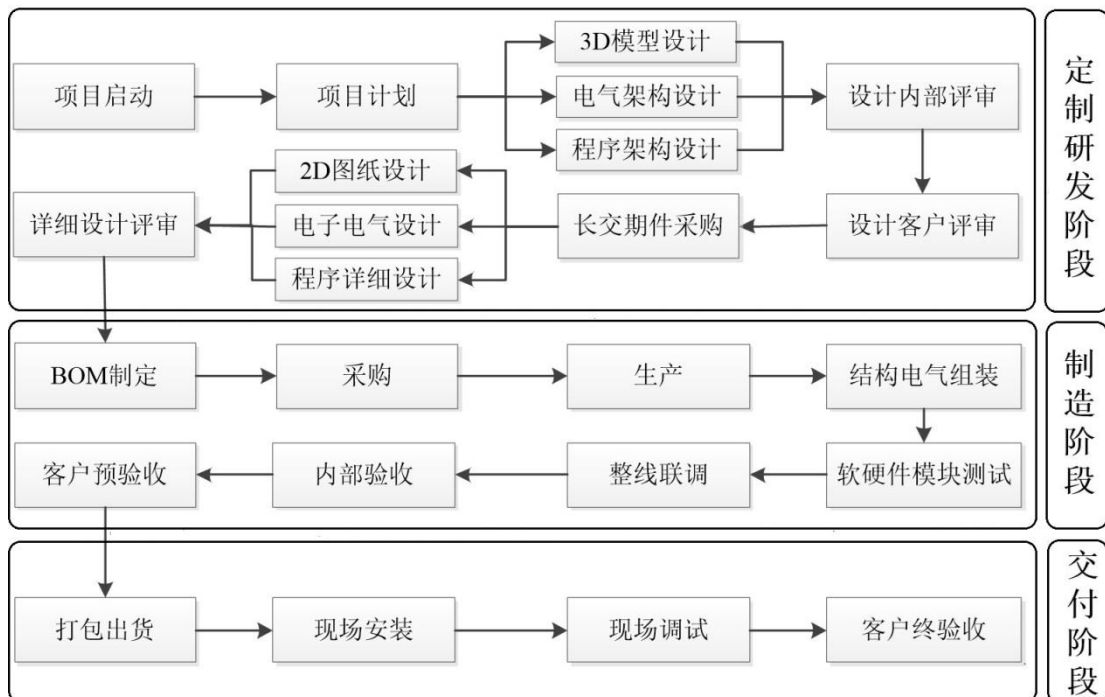 项目启动
项目计划
3D模型设计
电气架构设计
程序架构设计
设计内部评审
设计客户评审
长交期件采购
2D图纸设计
电子电气设计
程序详细设计
详细设计评审
定制研发阶段
BOM制定
采购
生产
结构电气组装
软硬件模块测试
整线联调
内部验收
客户预验收
制造阶段
打包出货
现场安装
现场调试
客户终验收
交付阶段